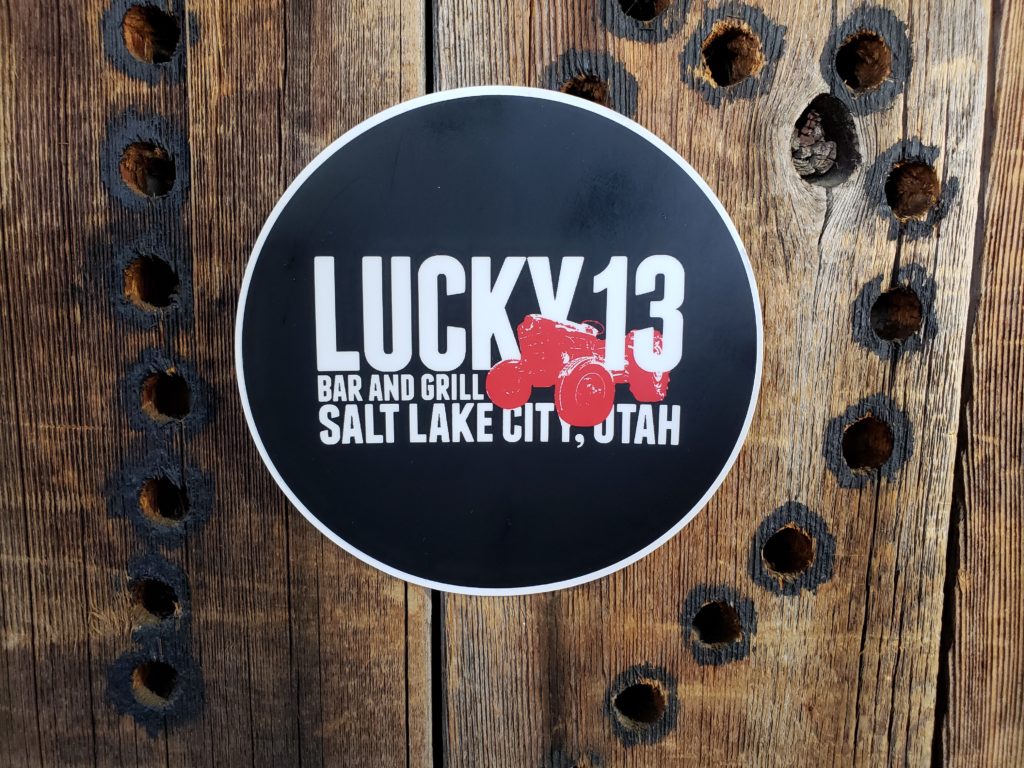 LUCKY 13
BAR AND GRILL
SALT LAKE CITY, UTAH